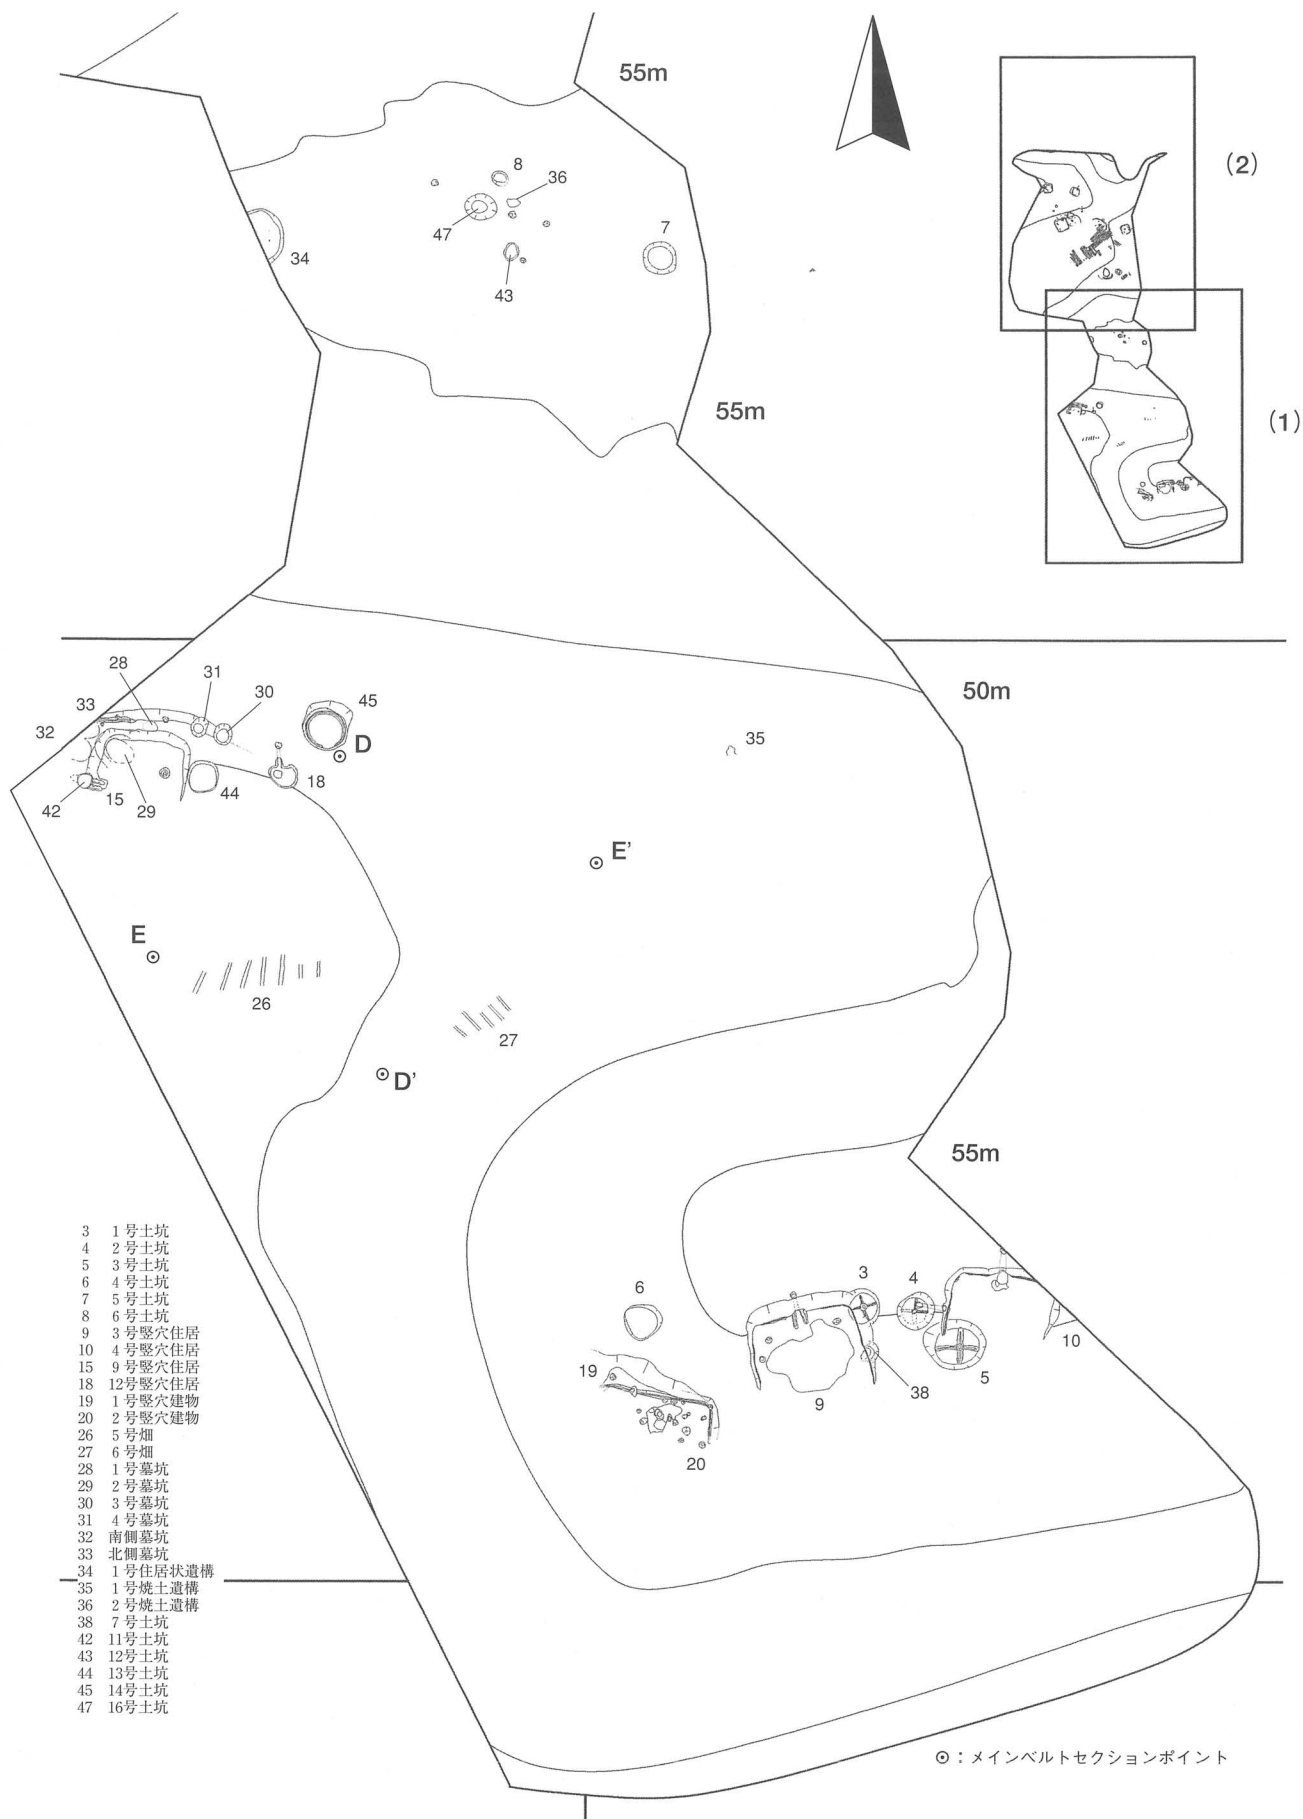 55m
(2)
8
36
47
7
34
43
55m
(1)
28
31
30
45
50m
33
32
D
35
18
44
42
15
29
E'
E
26
27
D'
55m
3 1号土坑
4 2号土坑
5 3号土坑
6 4号土坑
7 5号土坑
8 6号土坑
9 3号竪穴住居
10 4号竪穴住居
15 9号竪穴住居
18 12号竪穴住居
19 1号竪穴建物
20 2号竪穴建物
26 5号畑
27 6号畑
28 1号墓坑
29 2号墓坑
30 3号墓坑
31 4号墓坑
32 南側墓坑
33 北側墓坑
34 1号住居状遺構
35 1号焼土遺構
36 2号焼土遺構
38 7号土坑
42 11号土坑
43 12号土坑
44 13号土坑
45 14号土坑
47 16号土坑
6
3
4
10
19
5
38
9
20
：メインベルトセクションポイント